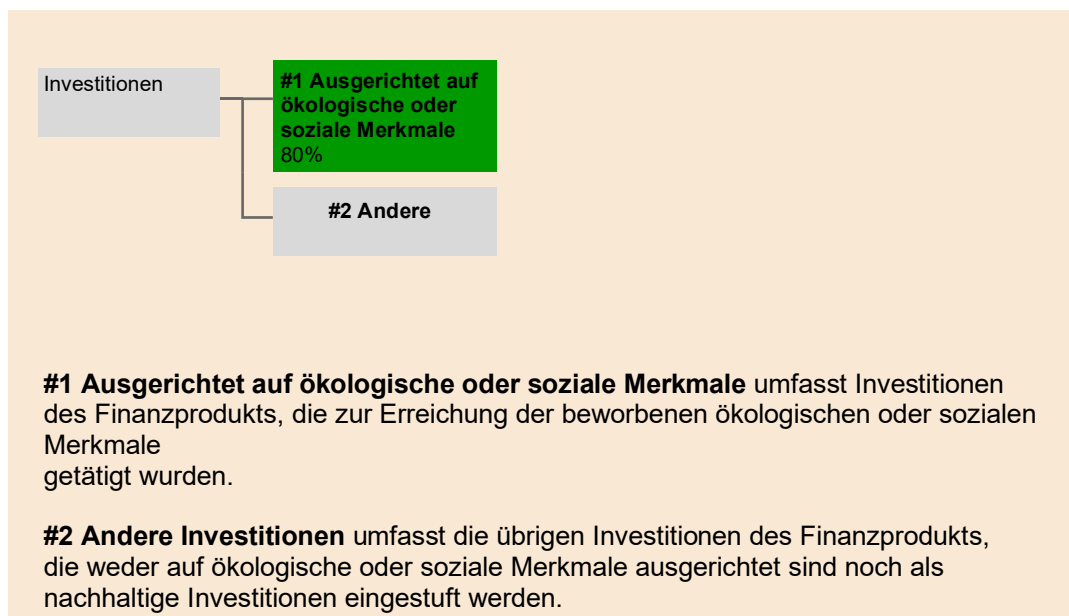 Investitionen
#1 Ausgerichtet auf
ökologische oder
soziale Merkmale
80%
#2 Andere
#1 Ausgerichtet auf ökologische oder soziale Merkmale umfasst Investitionen
des Finanzprodukts, die zur Erreichung der beworbenen ökologischen oder sozialen
Merkmale
getätigt wurden.
#2 Andere Investitionen umfasst die übrigen Investitionen des Finanzprodukts,
die weder auf ökologische oder soziale Merkmale ausgerichtet sind noch als
nachhaltige Investitionen eingestuft werden.